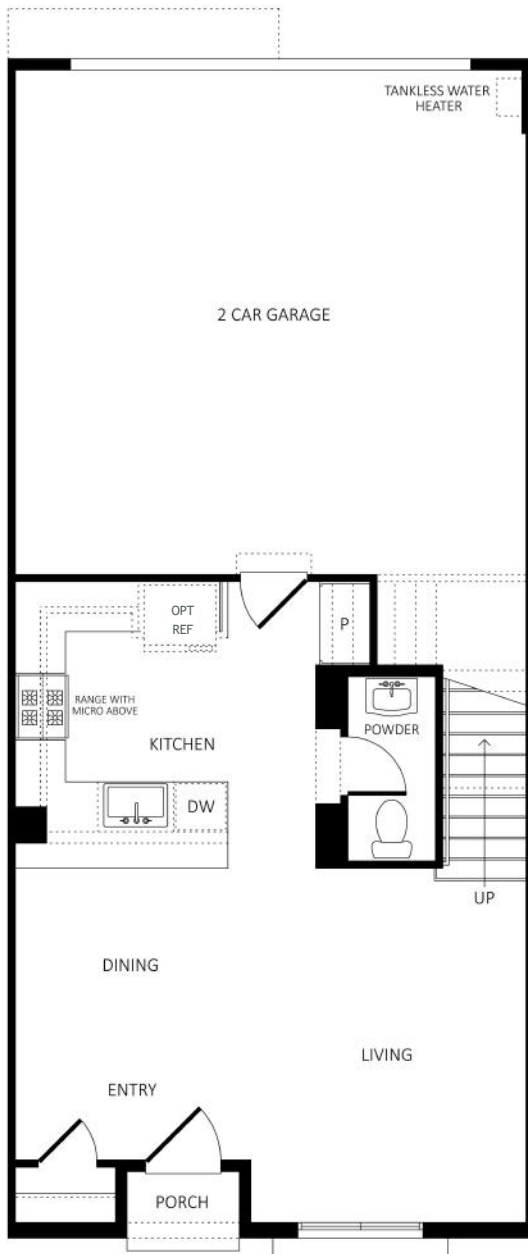 TANKLESS WATER
HEATER
2 CAR GARAGE
OPT
REF
P
RANGE WITH
MICRO ABOVE
POWDER
KITCHEN
DW
UP
DINING
LIVING
ENTRY
PORCH